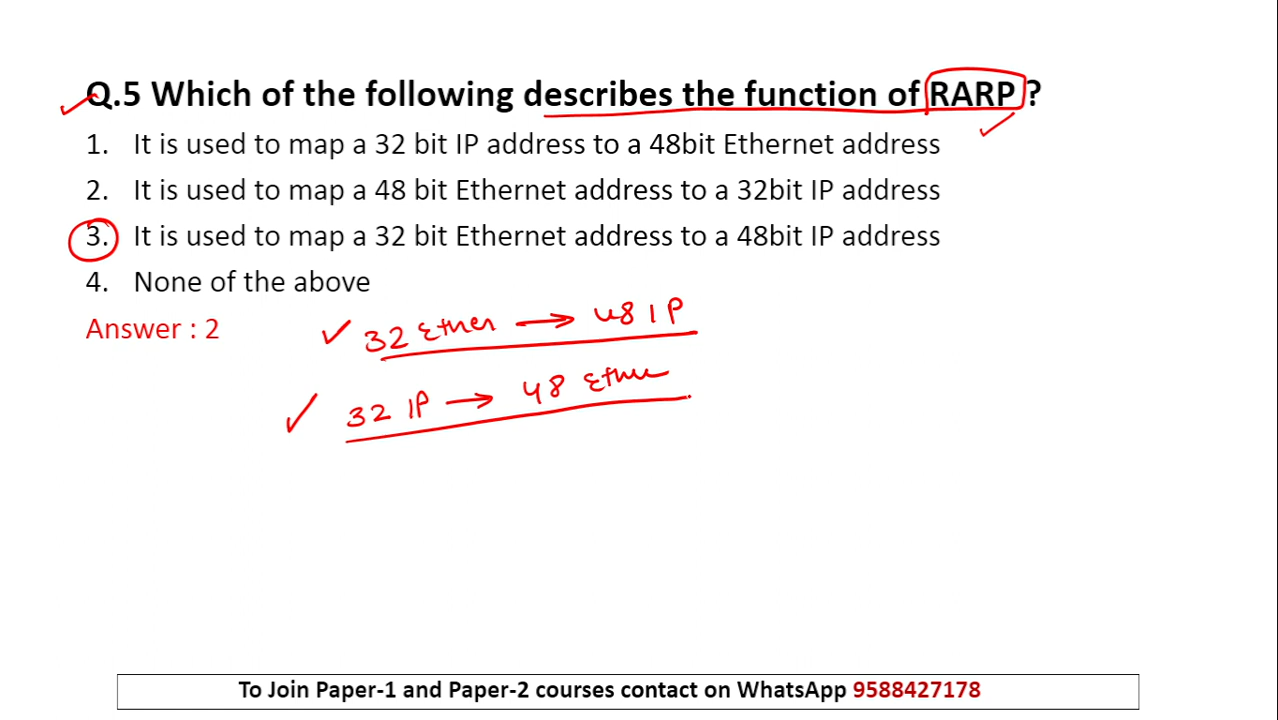 Q.5 Which of the following describes the function of RARP ?
1. It is used to map a 32 bit IP address to a 48bit Ethernet address
2. It is used to map a 48 bit Ethernet address to a 32bit IP address
3. It is used to map a 32 bit Ethernet address to a 48bit IP address
4. None of the above
Answer : 2
32 Ether → 48 IP
32 IP → 48 Ether
To Join Paper-1 and Paper-2 courses contact on WhatsApp 9588427178